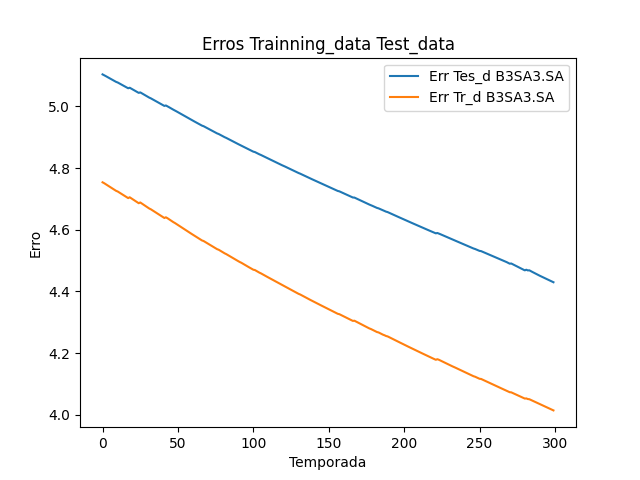 Erros Trainning_data Test_data
Err Tes_d B3SA3.SA
Err Tr_d B3SA3.SA
Erro
5.0
4.8
4.6
4.4
4.2
4.0
0 50 100 150 200 250 300
Temporada